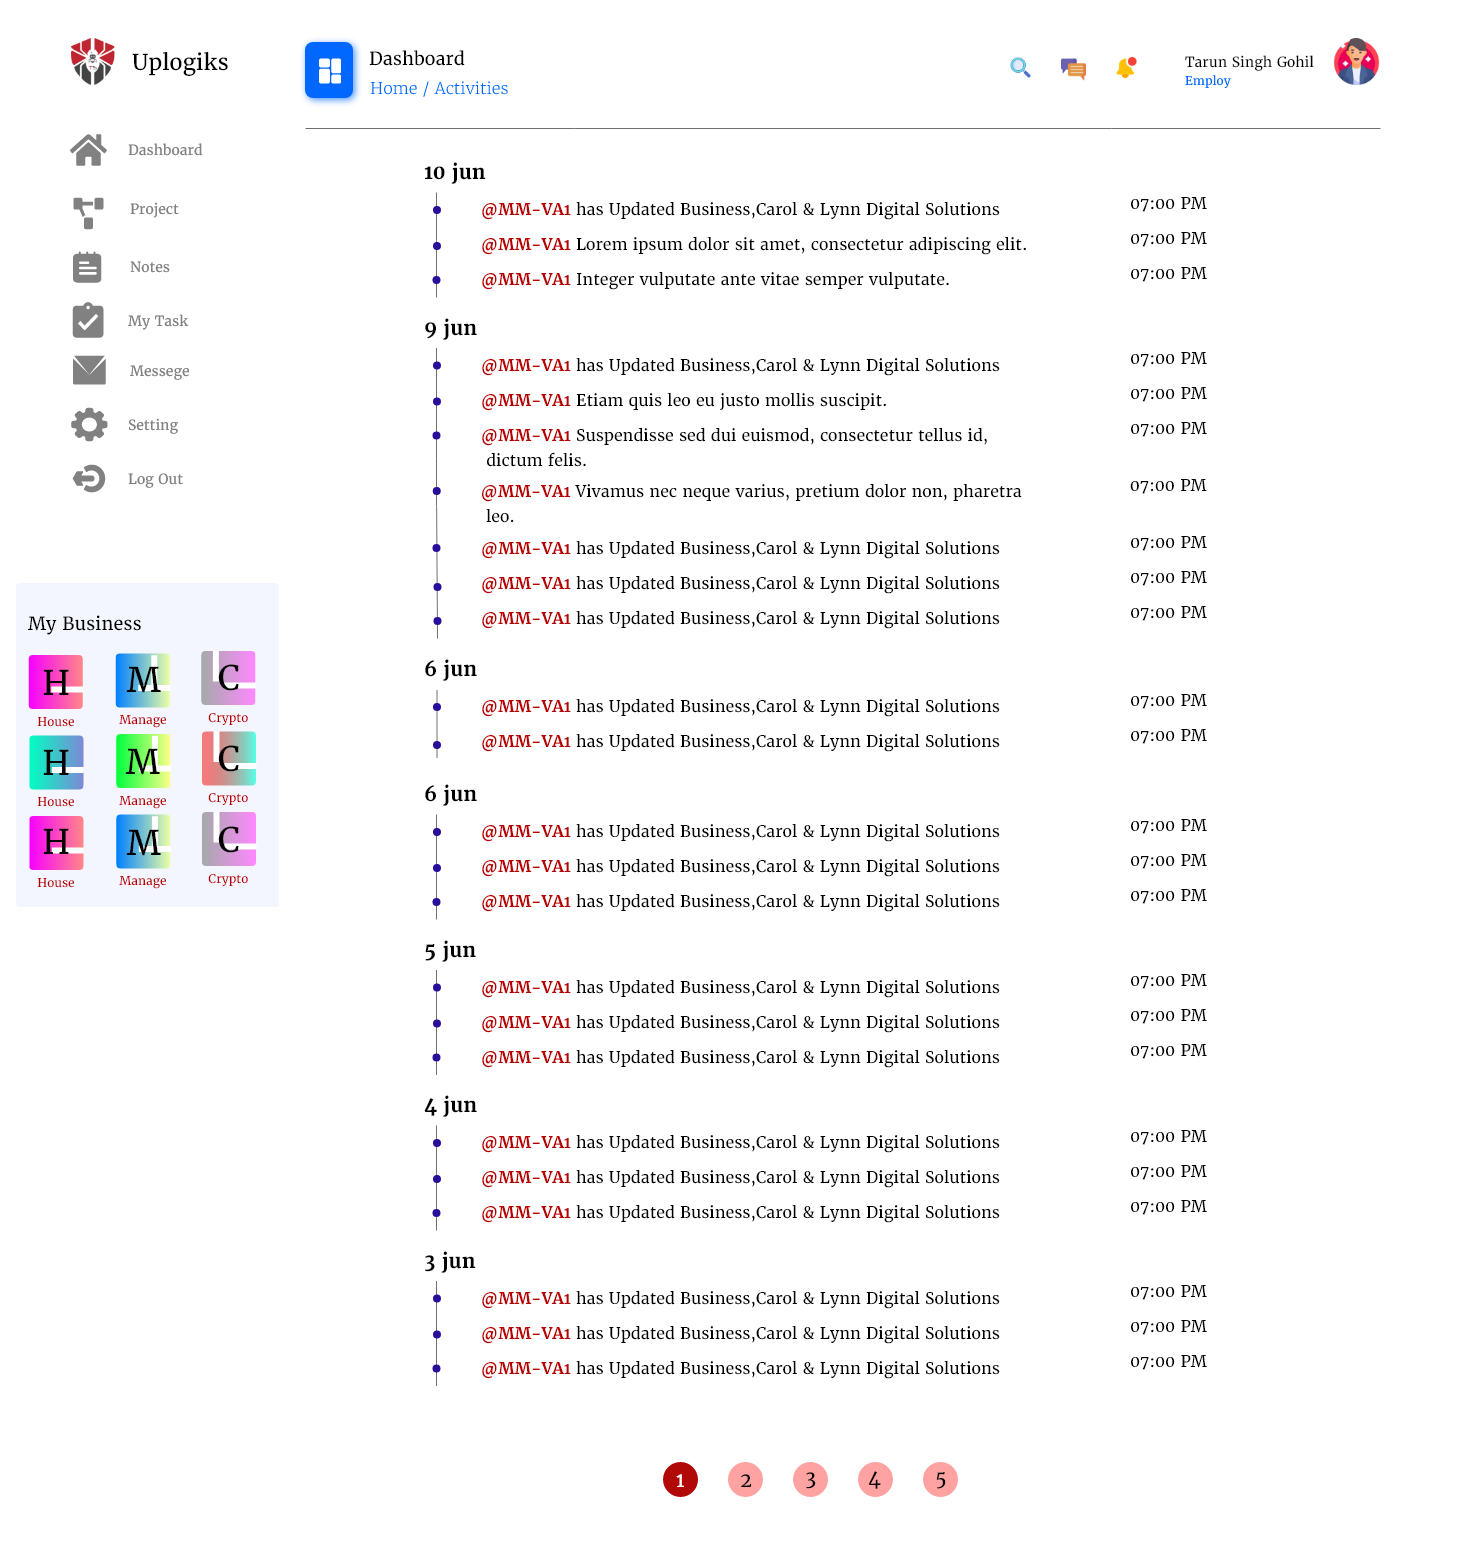 Uplogiks
Dashboard
Home / Activities
Tarun Singh Gohil
Employ
Dashboard
Project
Notes
My Task
Messege
Setting
Log Out
My Business
H M C
House Manage Crypto
H M C
House Manage Crypto
H M C
House Manage Crypto
10 jun
@MM-VA1 has Updated Business,Carol & Lynn Digital Solutions 07:00 PM
@MM-VA1 Lorem ipsum dolor sit amet, consectetur adipiscing elit. 07:00 PM
@MM-VA1 Integer vulputate ante vitae semper vulputate. 07:00 PM
9 jun
@MM-VA1 has Updated Business,Carol & Lynn Digital Solutions 07:00 PM
@MM-VA1 Etiam quis leo eu justo mollis suscipit. 07:00 PM
@MM-VA1 Suspendisse sed dui euismod, consectetur tellus id, 07:00 PM
dictum felis.
@MM-VA1 Vivamus nec neque varius, pretium dolor non, pharetra 07:00 PM
leo.
@MM-VA1 has Updated Business,Carol & Lynn Digital Solutions 07:00 PM
@MM-VA1 has Updated Business,Carol & Lynn Digital Solutions 07:00 PM
@MM-VA1 has Updated Business,Carol & Lynn Digital Solutions 07:00 PM
6 jun
@MM-VA1 has Updated Business,Carol & Lynn Digital Solutions 07:00 PM
@MM-VA1 has Updated Business,Carol & Lynn Digital Solutions 07:00 PM
6 jun
@MM-VA1 has Updated Business,Carol & Lynn Digital Solutions 07:00 PM
@MM-VA1 has Updated Business,Carol & Lynn Digital Solutions 07:00 PM
@MM-VA1 has Updated Business,Carol & Lynn Digital Solutions 07:00 PM
5 jun
@MM-VA1 has Updated Business,Carol & Lynn Digital Solutions 07:00 PM
@MM-VA1 has Updated Business,Carol & Lynn Digital Solutions 07:00 PM
@MM-VA1 has Updated Business,Carol & Lynn Digital Solutions 07:00 PM
4 jun
@MM-VA1 has Updated Business,Carol & Lynn Digital Solutions 07:00 PM
@MM-VA1 has Updated Business,Carol & Lynn Digital Solutions 07:00 PM
@MM-VA1 has Updated Business,Carol & Lynn Digital Solutions 07:00 PM
3 jun
@MM-VA1 has Updated Business,Carol & Lynn Digital Solutions 07:00 PM
@MM-VA1 has Updated Business,Carol & Lynn Digital Solutions 07:00 PM
@MM-VA1 has Updated Business,Carol & Lynn Digital Solutions 07:00 PM
1 2 3 4 5